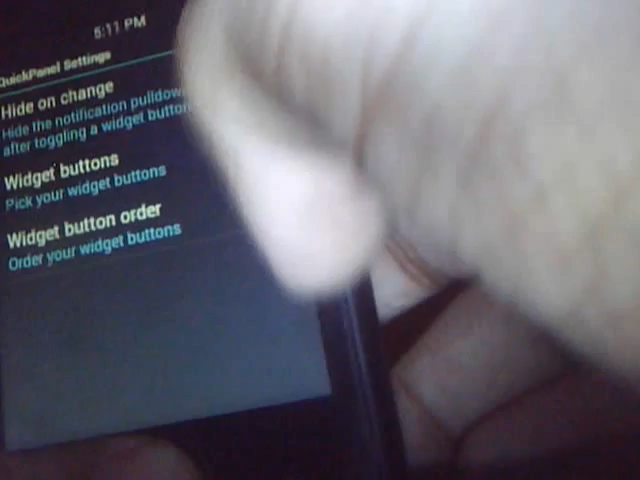 5:11 PM
QuickPanel Settings
Hide on change
Hide the notification pulldown
after toggling a widget button
Widget buttons
Pick your widget buttons
Widget button order
Order your widget buttons